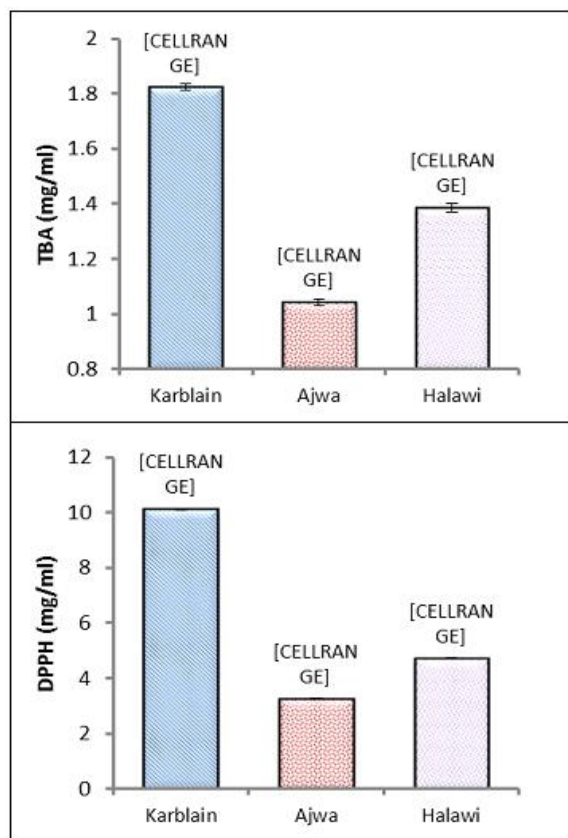 2
[CELLRAN
GE]
1.8
1.6
[CELLRAN
GE]
1.4
TBA (mg/ml)
1.2
[CELLRAN
GE]
1
0.8
Karblain Ajwa Halawi
12
[CELLRAN
GE]
10
8
DPPH (mg/ml)
6
[CELLRAN
GE]
4
[CELLRAN
GE]
2
0
Karblain Ajwa Halawi